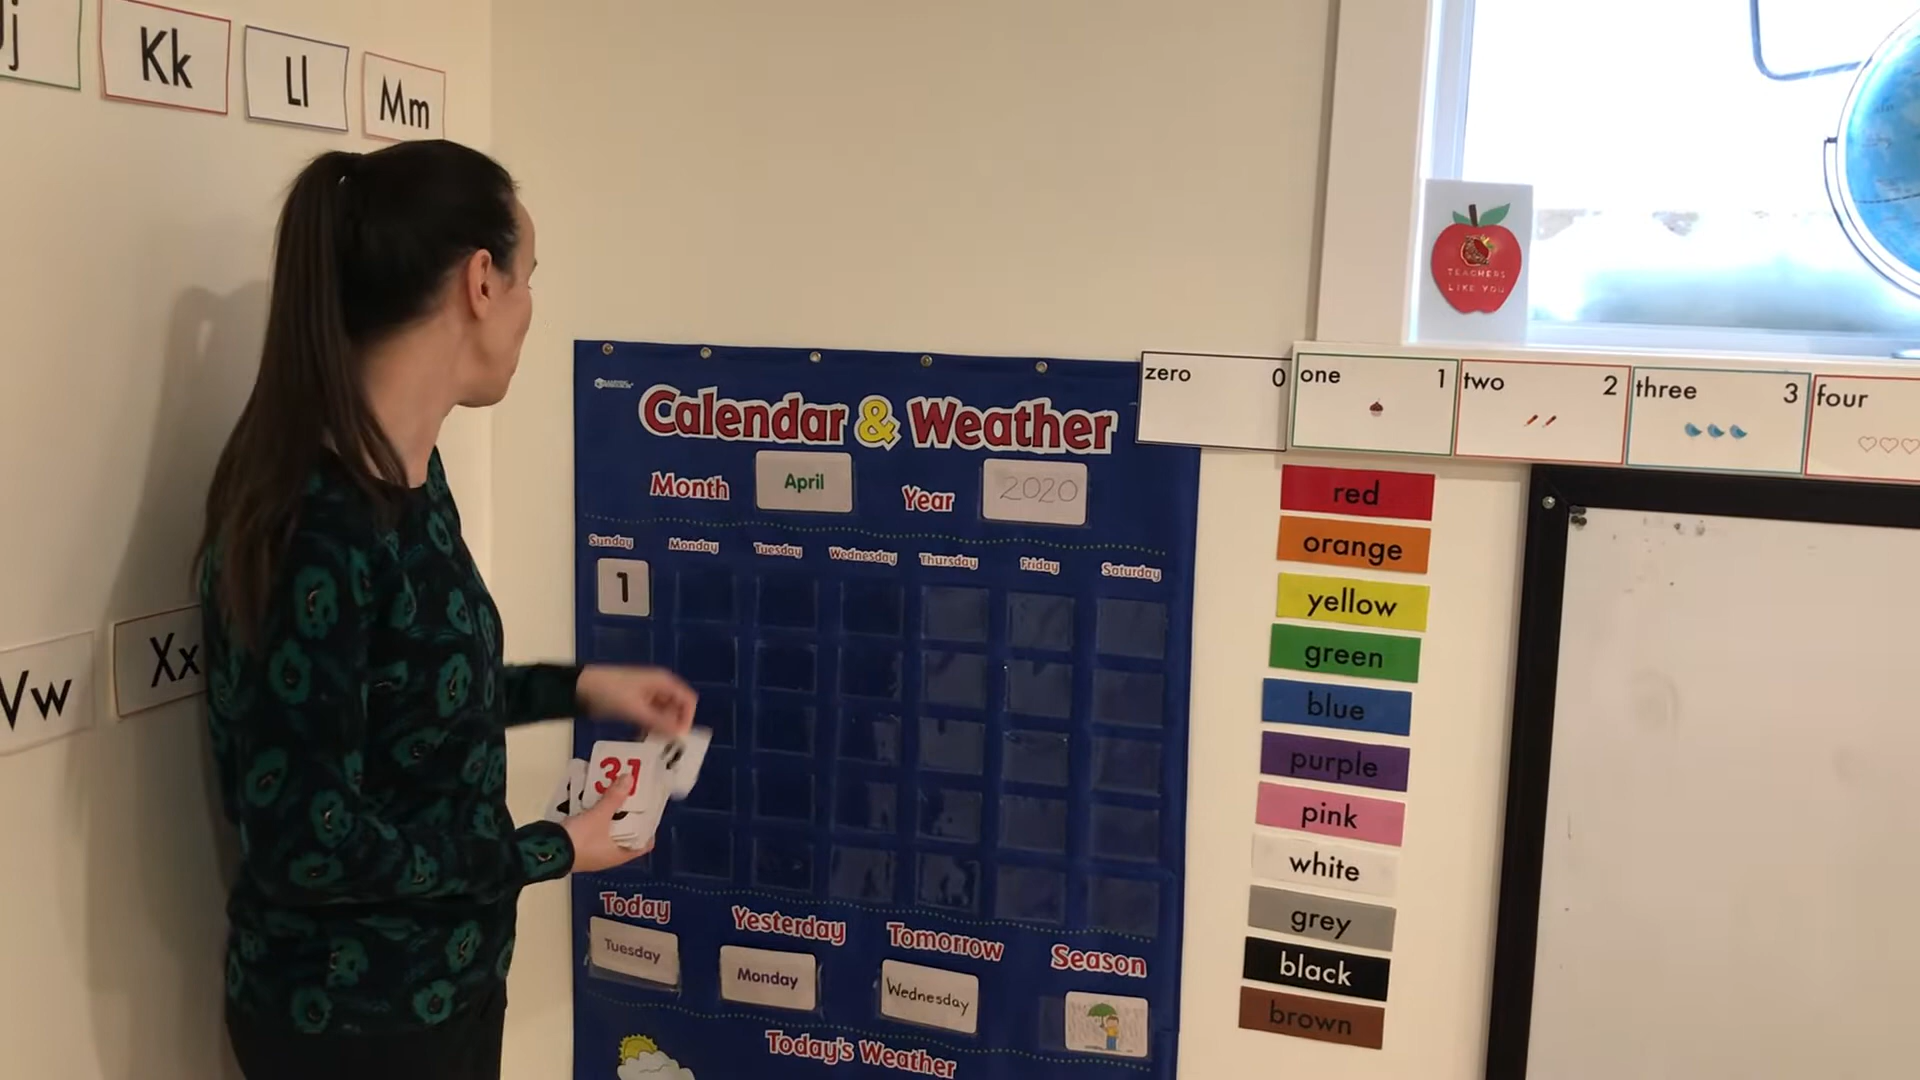 Kk
Ll
Mm
TEACHERS
LIKE YOU
zero 0
one 1
two 2
three 3
four
Calendar & Weather
Month April Year 2020
Sunday Monday Tuesday Wednesday Thursday Friday Saturday
1
31
Xx
red
orange
yellow
green
blue
purple
pink
white
grey
black
brown
Today Yesterday Tomorrow Season
Tuesday Monday Wednesday
Today's Weather